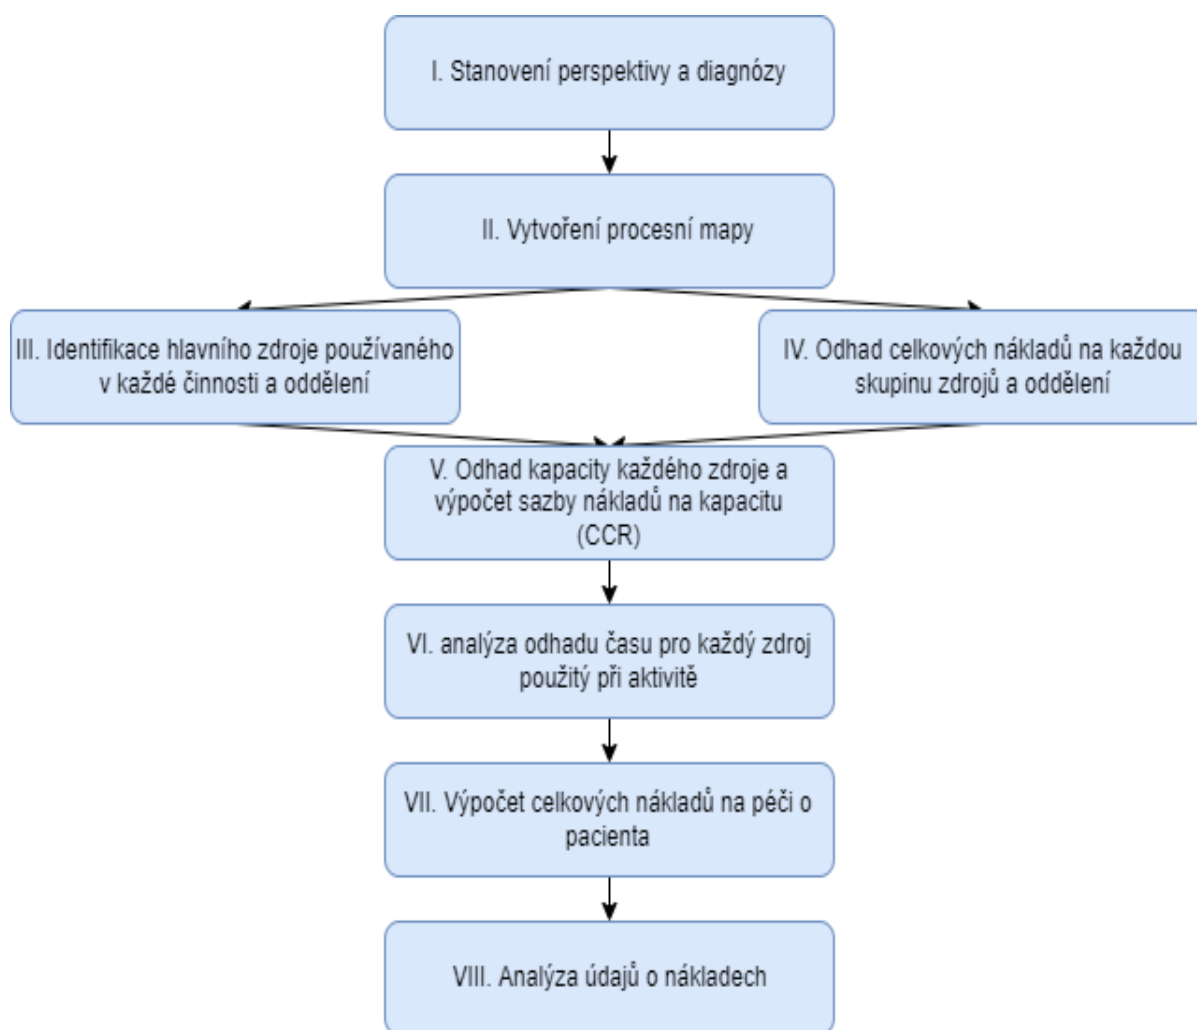 I. Stanovení perspektivy a diagnózy
II. Vytvoření procesní mapy
III. Identifikace hlavního zdroje používaného
v každé činnosti a oddělení
IV. Odhad celkových nákladů na každou
skupinu zdrojů a oddělení
V. Odhad kapacity každého zdroje a
výpočet sazby nákladů na kapacitu
(CCR)
VI. analýza odhadu času pro každý zdroj
použitý při aktivitě
VII. Výpočet celkových nákladů na péči o
pacienta
VIII. Analýza údajů o nákladech